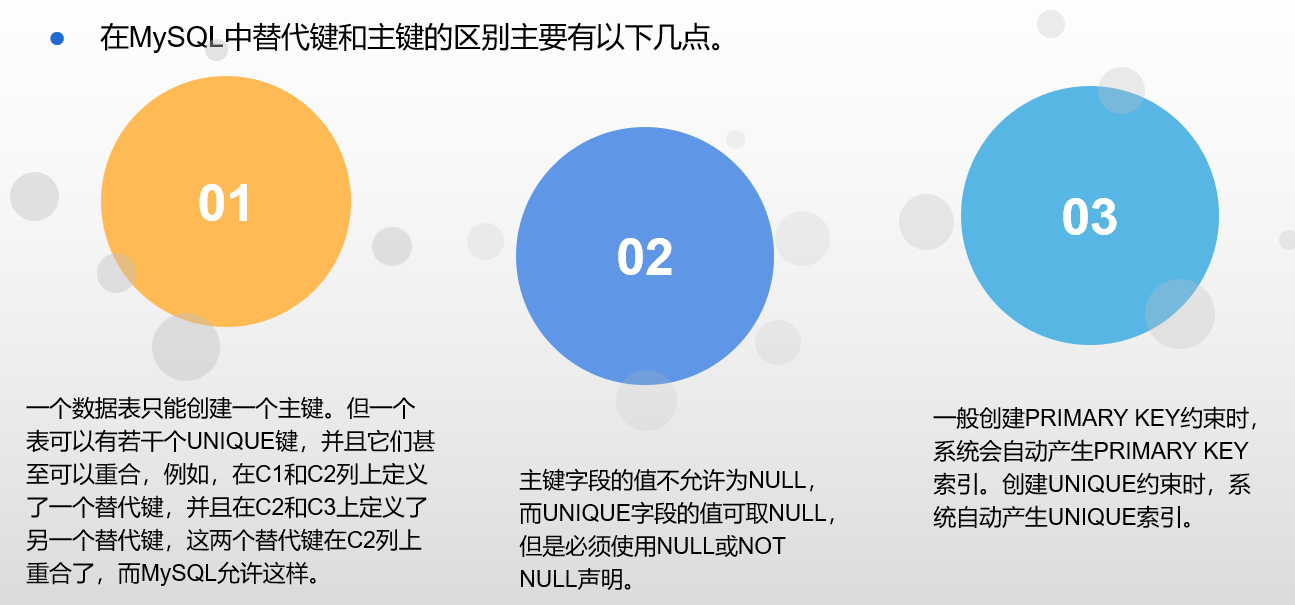 在MySQL中替代键和主键的区别主要有以下几点。
01
一个数据表只能创建一个主键。但一个
表可以有若干个UNIQUE键，并且它们甚
至可以重合，例如，在C1和C2列上定义
了一个替代键，并且在C2和C3上定义了
另一个替代键，这两个替代键在C2列上
重合了，而MySQL允许这样。
02
主键字段的值不允许为NULL，
而UNIQUE字段的值可取NULL，
但是必须使用NULL或NOT
NULL声明。
03
一般创建PRIMARY KEY约束时，
系统会自动产生PRIMARY KEY
索引。创建UNIQUE约束时，系
统自动产生UNIQUE索引。